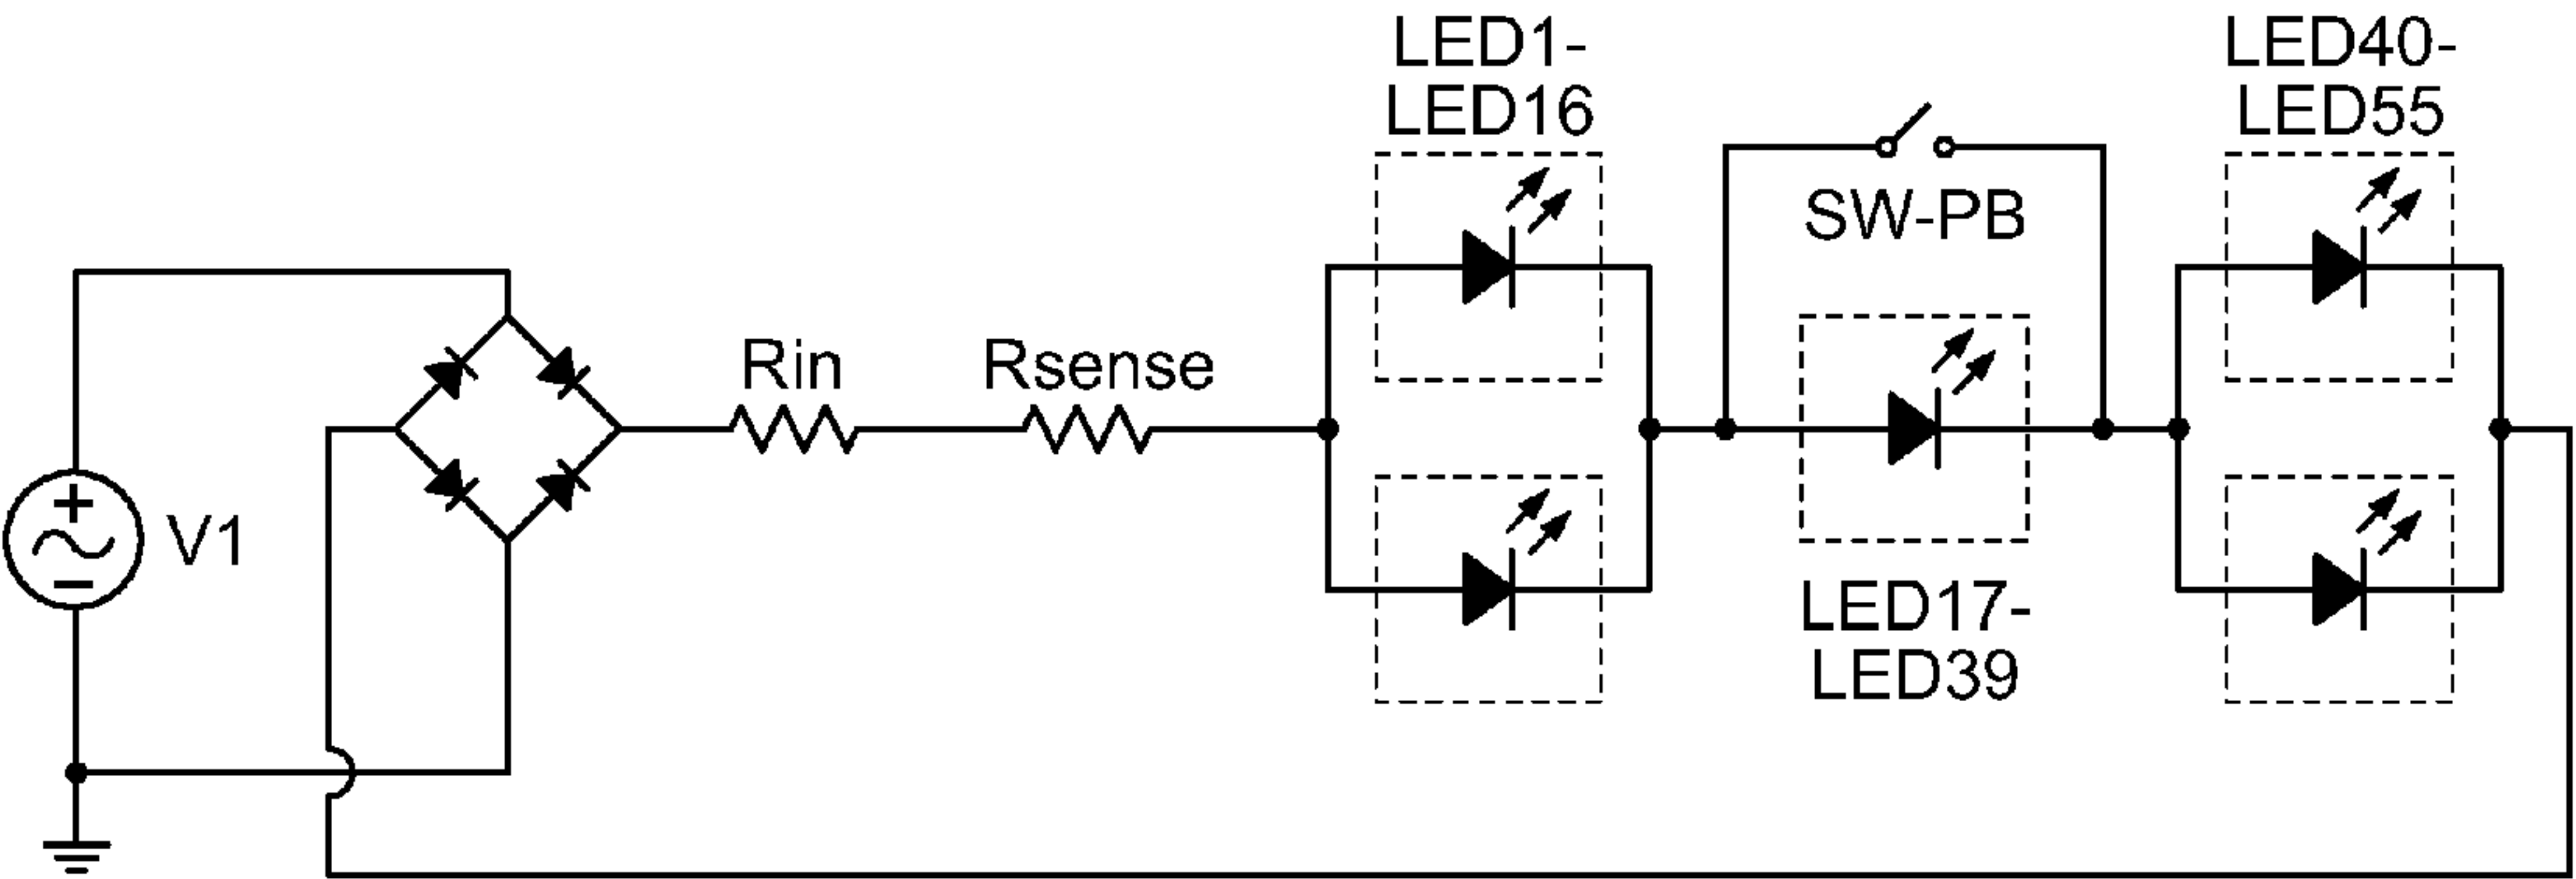 LED1-
LED16
LED40-
LED55
SW-PB
Rin
Rsense
V1
LED17-
LED39